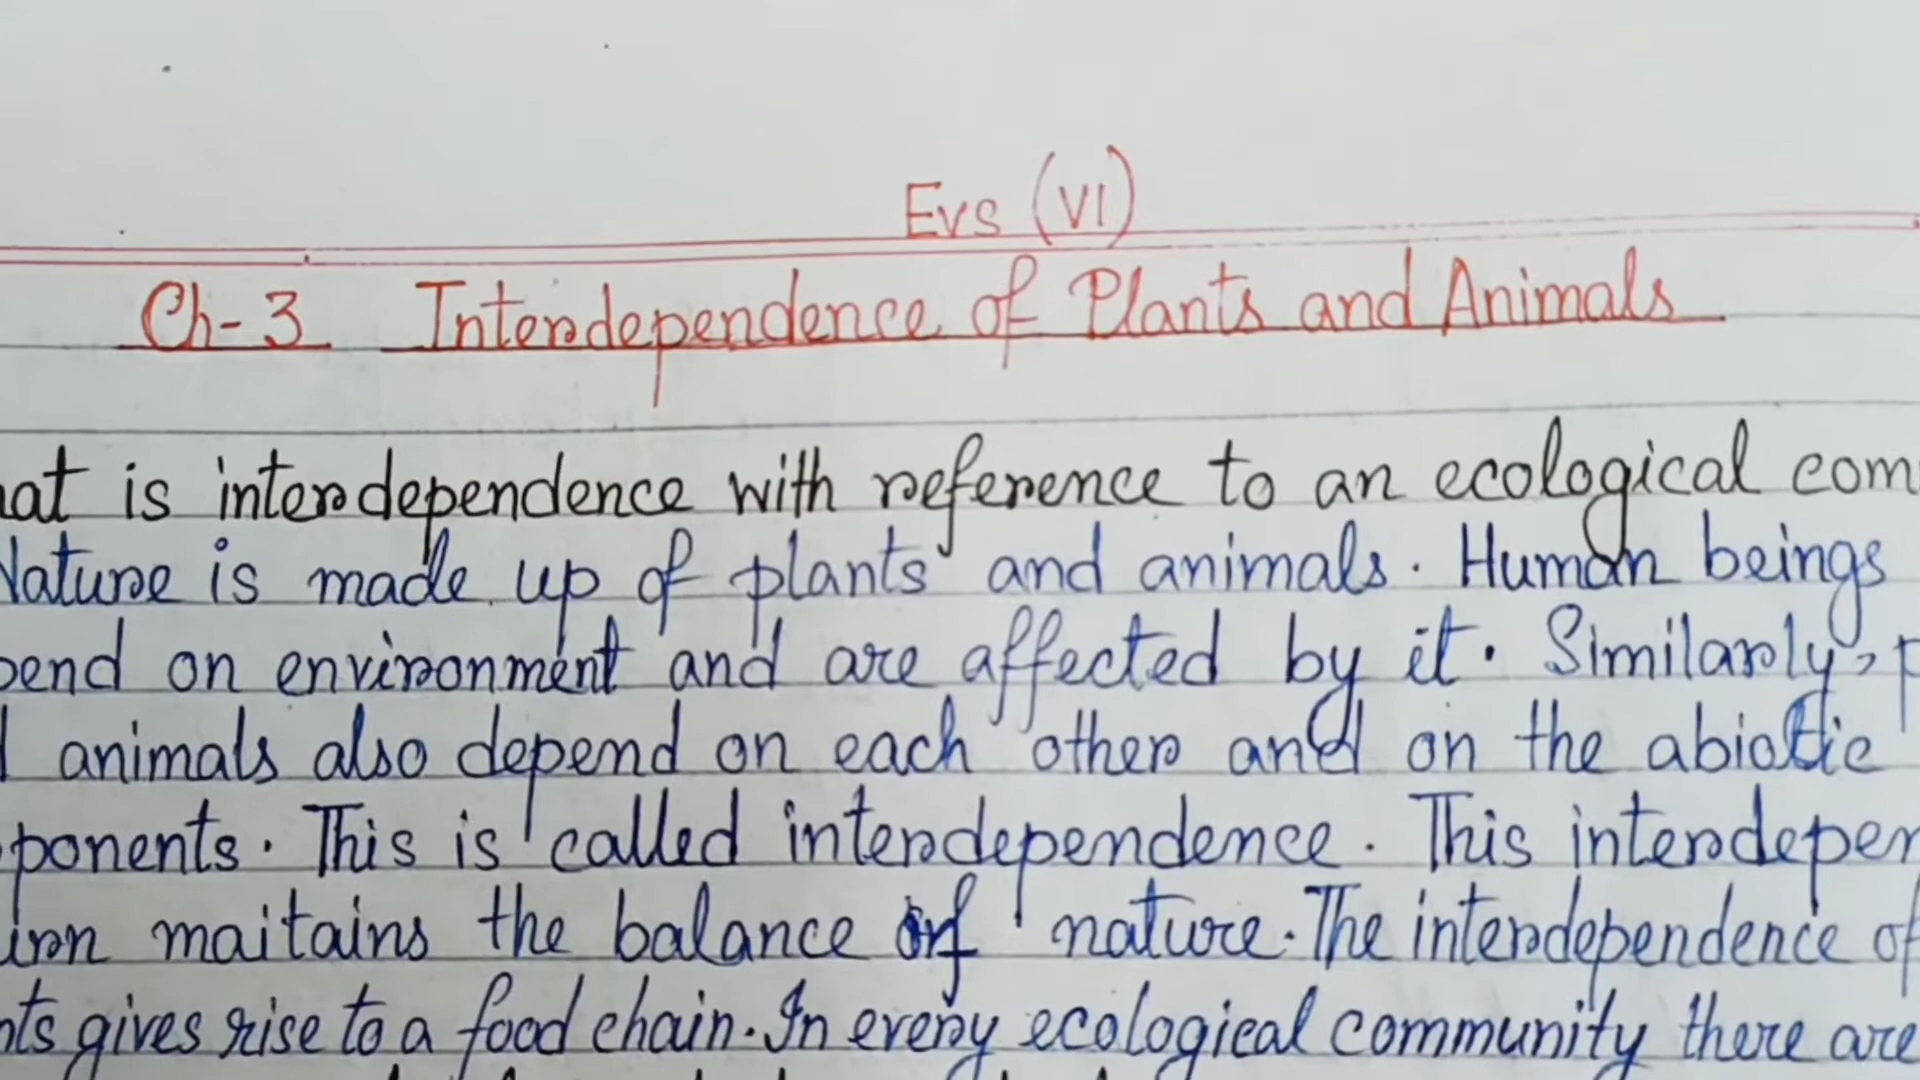 Evs (VI)
Ch-3 Interdependence of Plants and Animals
at is interdependence with reference to an ecological com
Nature is made up of plants and animals. Human beings
pend on environment and are affected by it. Similarly, p
d animals also depend on each other and on the abiotic
ponents. This is called interdependence. This interdepen
urn maitains the balance of nature. The interdependence of
nts gives rise to a food chain. In every ecological community there are